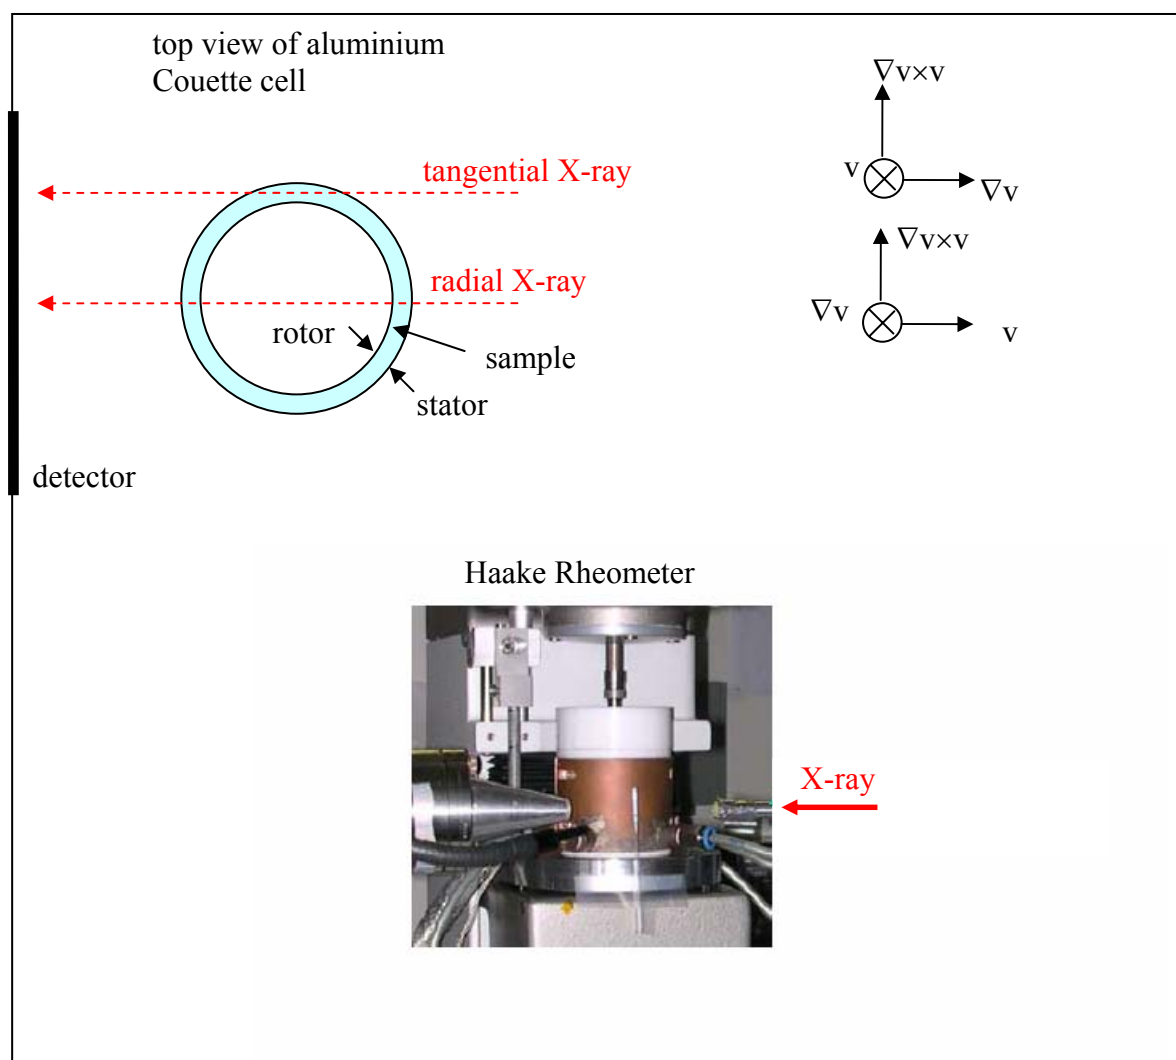 top view of aluminium
Couette cell
∇v×v
tangential X-ray
v
∇v
∇v×v
radial X-ray
∇v
v
rotor
sample
stator
detector
Haake Rheometer
X-ray